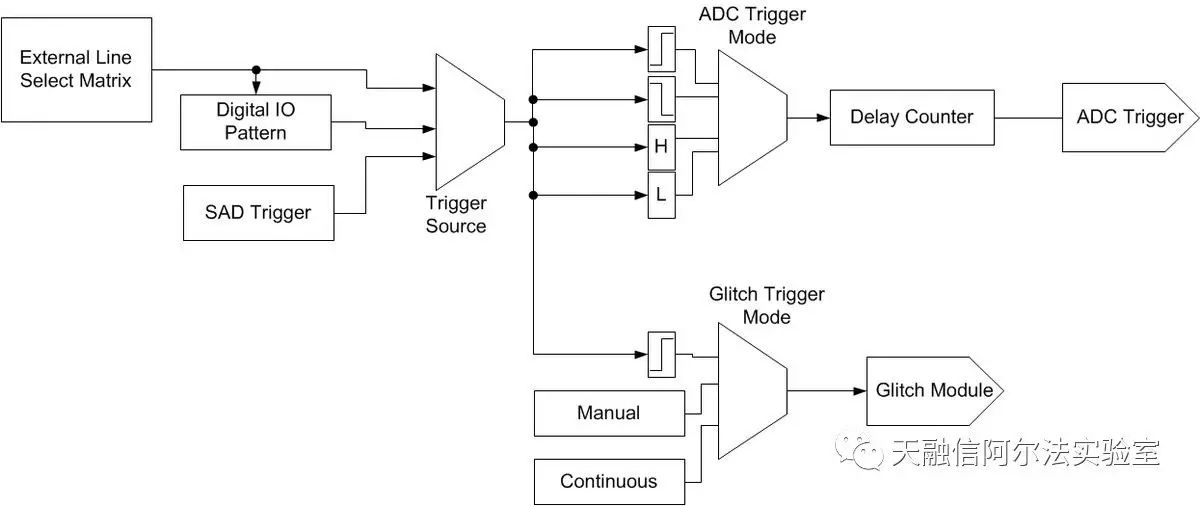 External Line
Select Matrix
Digital IO
Pattern
SAD Trigger
Trigger
Source
ADC Trigger
Mode
H
L
Delay Counter
ADC Trigger
Glitch Trigger
Mode
Manual
Continuous
Glitch Module
天融信阿尔法实验室